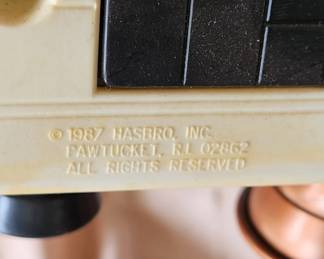 © 1987 HASBRO, INC.
PAWTUCKET, R.I. 02862
ALL RIGHTS RESERVED